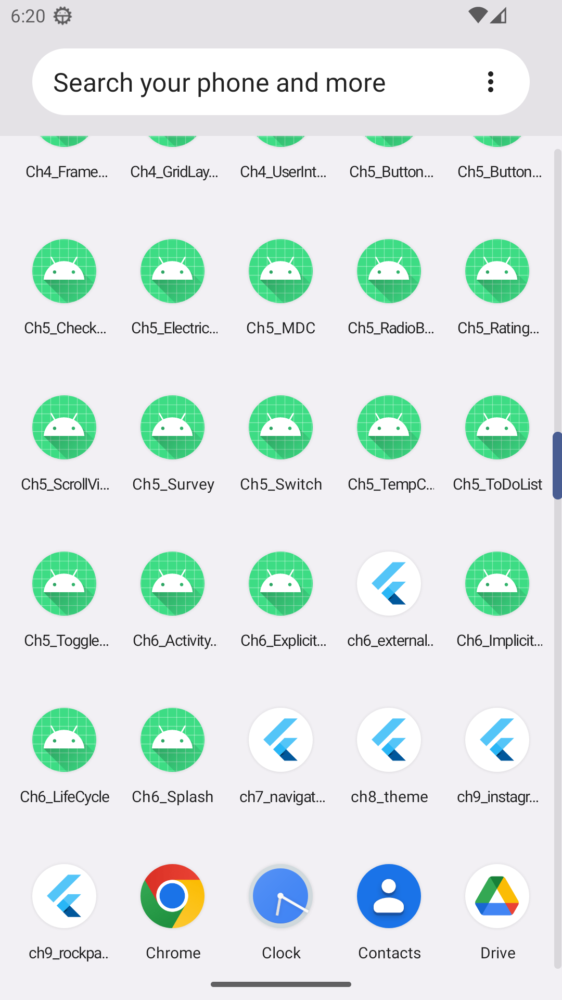 6:20
Search your phone and more
Ch4_Frame... Ch4_GridLay... Ch4_UserInt... Ch5_Button... Ch5_Button...
Ch5_Check... Ch5_Electric... Ch5_MDC Ch5_RadioB... Ch5_Rating...
Ch5_ScrollVi... Ch5_Survey Ch5_Switch Ch5_TempC... Ch5_ToDoList
Ch5_Toggle... Ch6_Activity... Ch6_Explicit... ch6_external... Ch6_Implicit...
Ch6_LifeCycle Ch6_Splash ch7_navigat... ch8_theme ch9_instagr...
ch9_rockpa... Chrome Clock Contacts Drive